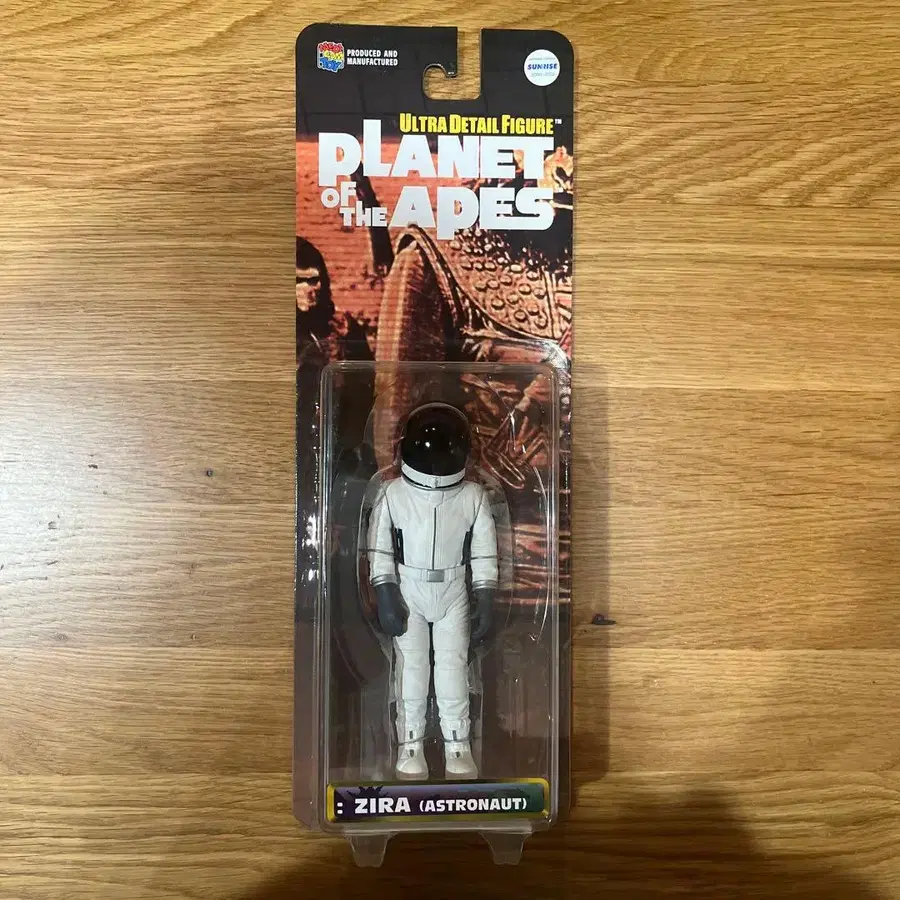 PRODUCED AND
MANUFACTURED
SUNRISE
ULTRA DETAIL FIGURE™
PLANET
OF
THE APES
: ZIRA (ASTRONAUT)